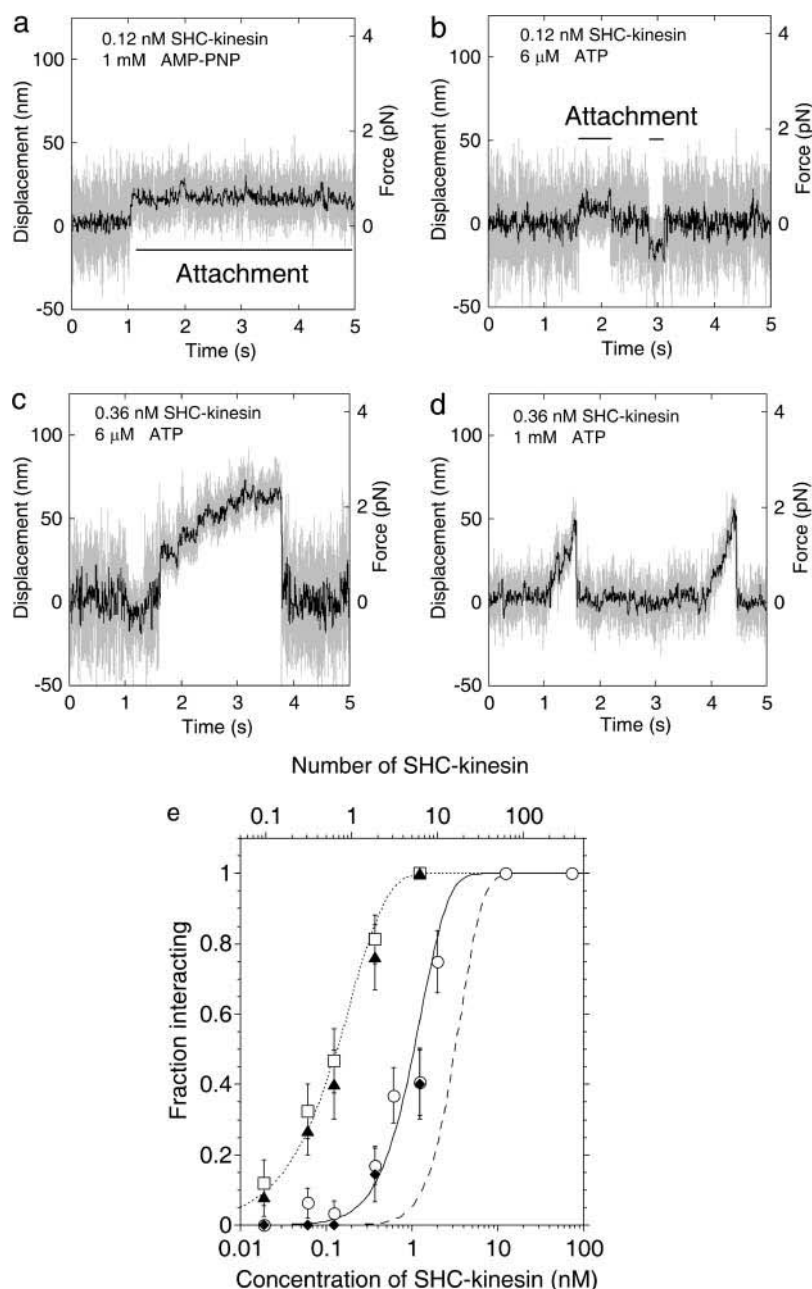 a
0.12 nM SHC-kinesin
1 mM AMP-PNP
Displacement (nm)
100
50
0
-50
Force (pN)
4
2
0
Attachment
0 1 2 3 4 5
Time (s)
b
0.12 nM SHC-kinesin
6 μM ATP
Displacement (nm)
100
50
0
-50
Force (pN)
4
2
0
Attachment
0 1 2 3 4 5
Time (s)
c
0.36 nM SHC-kinesin
6 μM ATP
Displacement (nm)
100
50
0
-50
Force (pN)
4
2
0
0 1 2 3 4 5
Time (s)
d
0.36 nM SHC-kinesin
1 mM ATP
Displacement (nm)
100
50
0
-50
Force (pN)
4
2
0
0 1 2 3 4 5
Time (s)
Number of SHC-kinesin
e
0.1 1 10 100
Fraction interacting
1
0.8
0.6
0.4
0.2
0
0.01 0.1 1 10 100
Concentration of SHC-kinesin (nM)